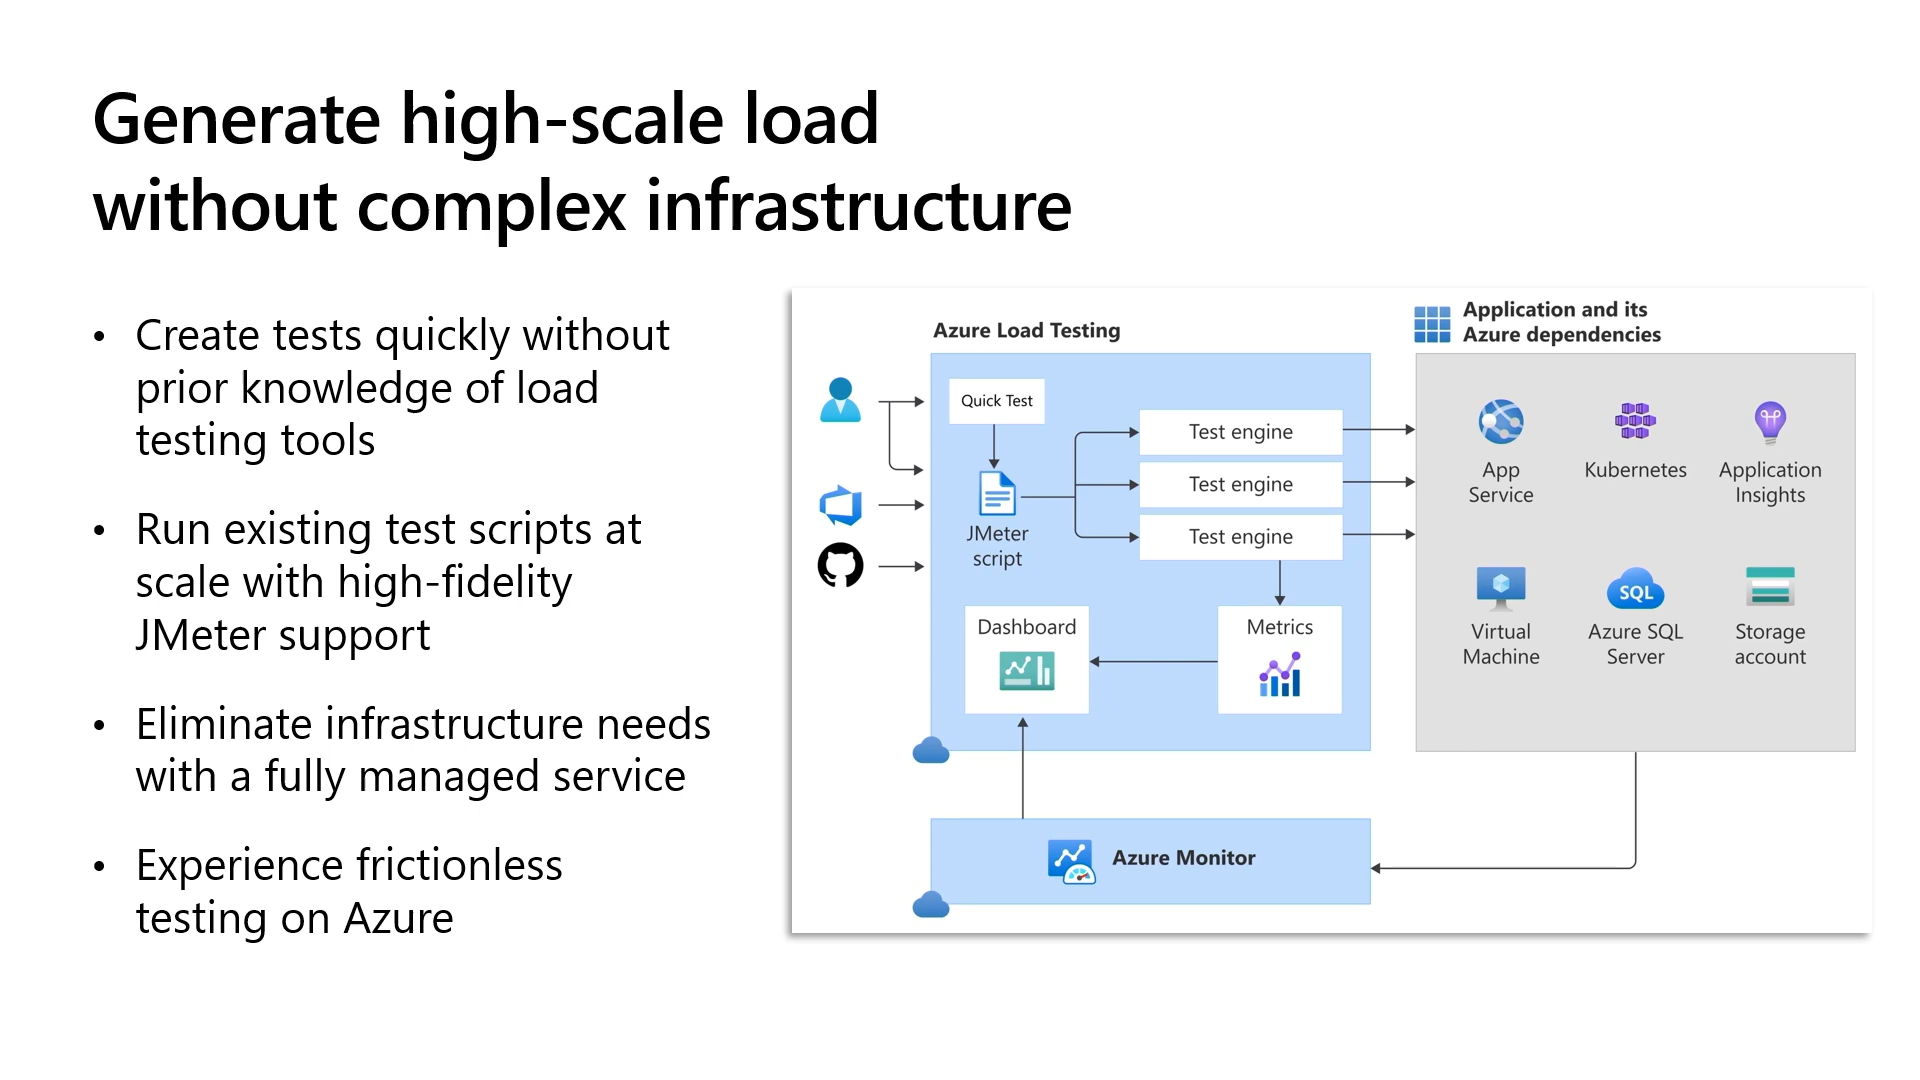 Generate high-scale load
without complex infrastructure
• Create tests quickly without
prior knowledge of load
testing tools
• Run existing test scripts at
scale with high-fidelity
JMeter support
• Eliminate infrastructure needs
with a fully managed service
• Experience frictionless
testing on Azure
Azure Load Testing
Quick Test
JMeter
script
Test engine
Test engine
Test engine
Dashboard
Metrics
Application and its
Azure dependencies
App
Service
Kubernetes
Application
Insights
Virtual
Machine
SQL
Azure SQL
Server
Storage
account
Azure Monitor